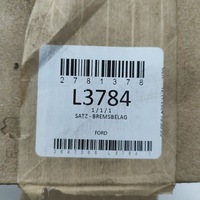 2781378
L3784
1 / 1 / 1
SATZ - BREMSBELAG
FORD